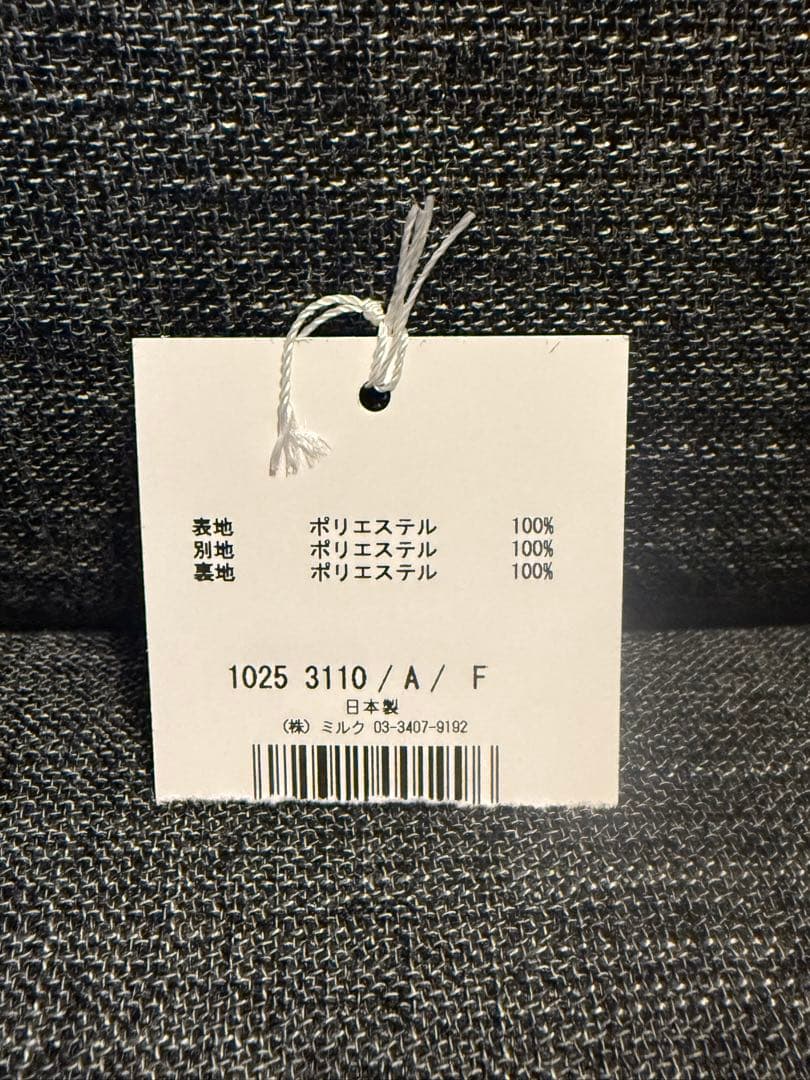 表地 ポリエステル 100%
別地 ポリエステル 100%
裏地 ポリエステル 100%
1025 3110 / A / F
日本製
(株) ミルク 03-3407-9192